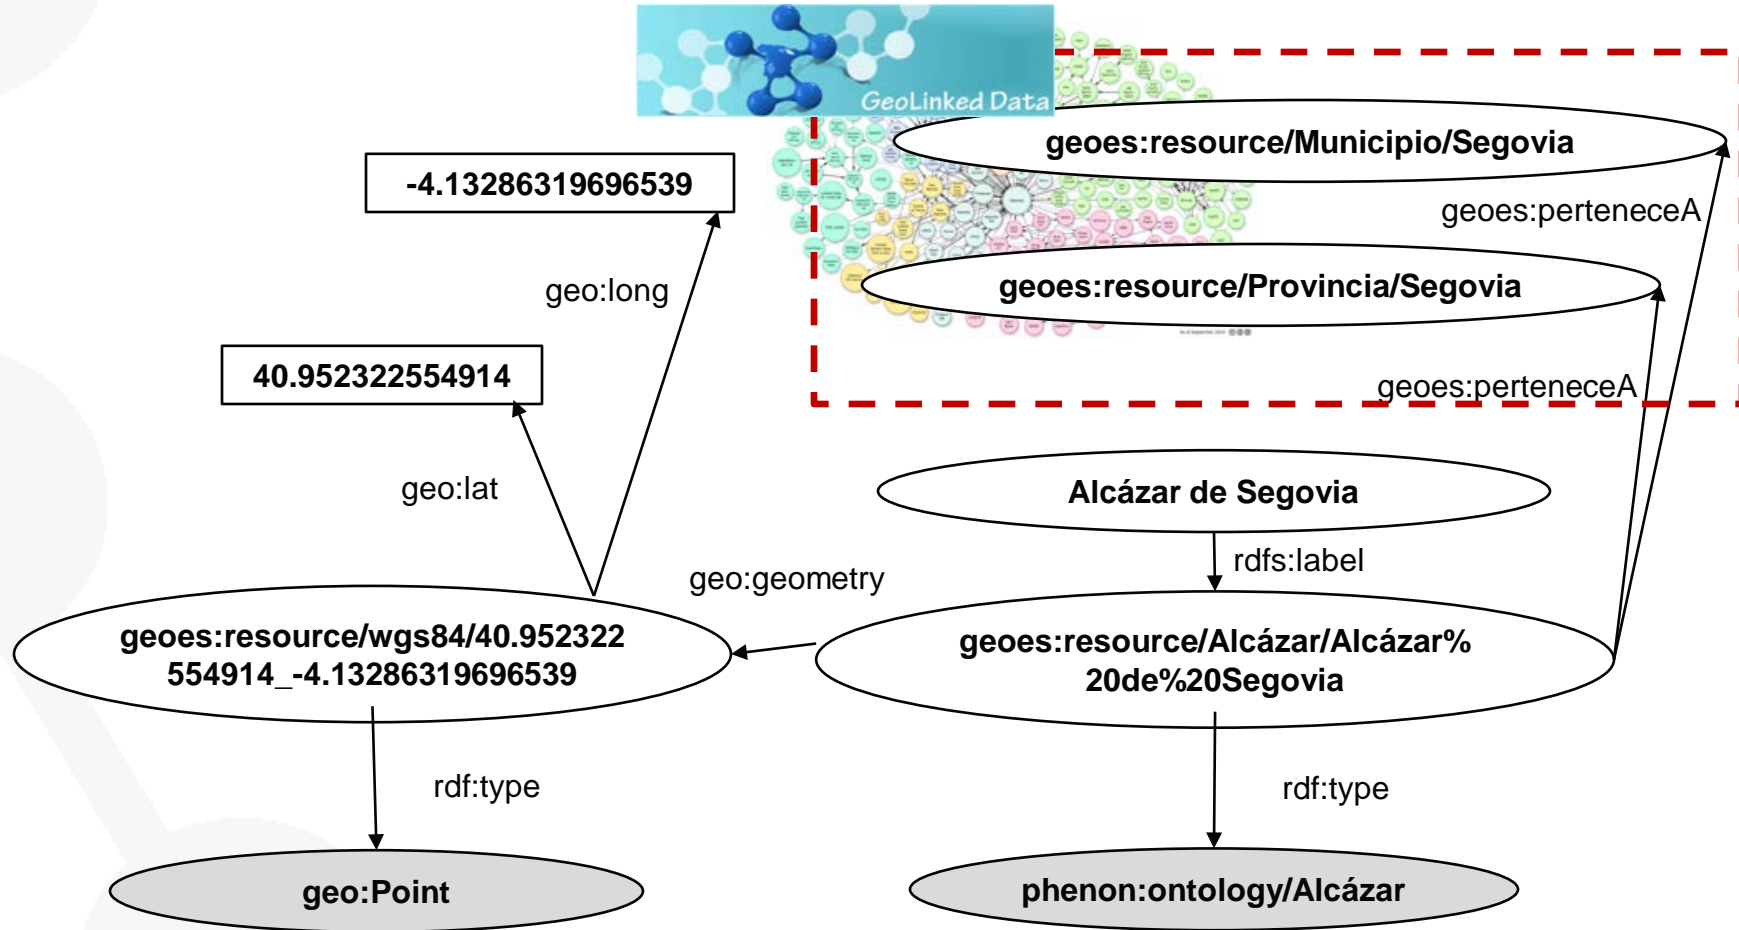 GeoLinked Data
geoes:resource/Municipio/Segovia
-4.13286319696539
geoes:perteneceA
geo:long
geoes:resource/Provincia/Segovia
40.952322554914
geoes:perteneceA
geo:lat
Alcázar de Segovia
rdfs:label
geo:geometry
geoes:resource/wgs84/40.952322
554914_-4.13286319696539
geoes:resource/Alcázar/Alcázar%
20de%20Segovia
rdf:type
rdf:type
geo:Point
phenon:ontology/Alcázar